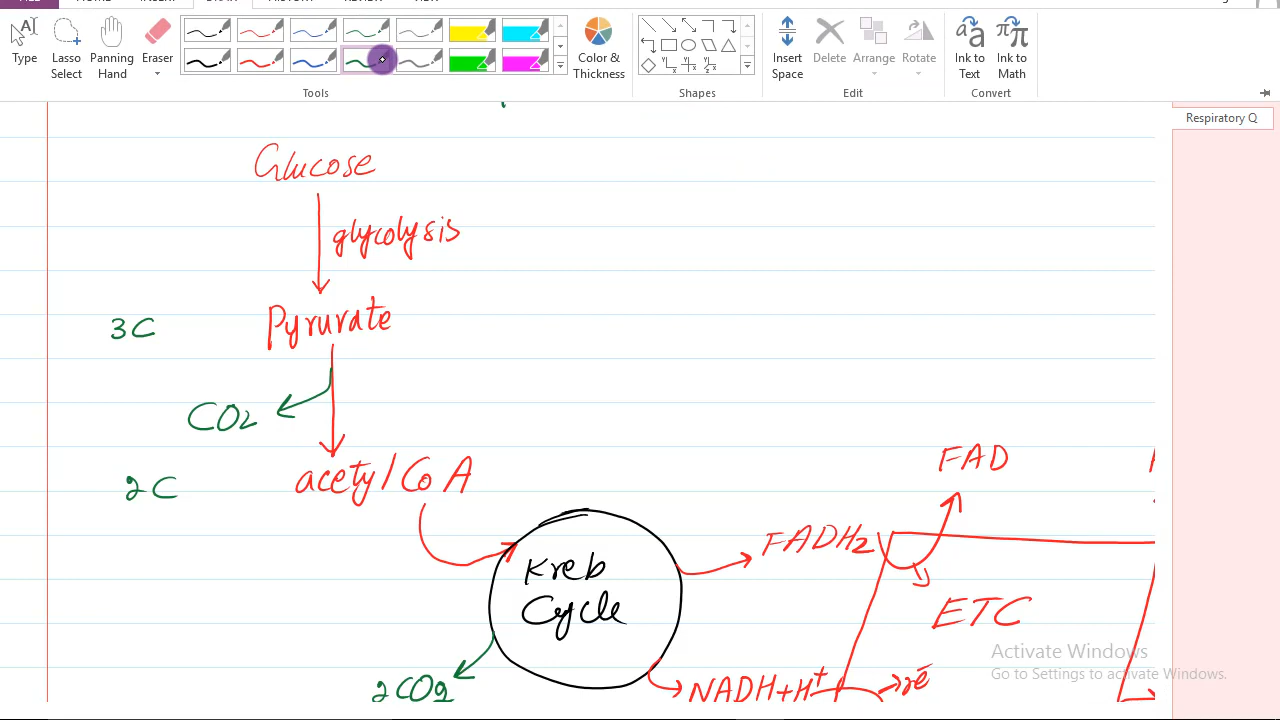 Type
Lasso Select
Panning Hand
Eraser
Color & Thickness
Insert Space
Delete
Arrange
Rotate
Ink to Text
Ink to Math
Tools
Shapes
Edit
Convert
Respiratory Q
Glucose
glycolysis
3C
Pyruvate
CO2
2C
acetyl CoA
FAD
FADH2
Kreb
Cycle
ETC
2CO2
NADH+H+
Activate Windows
Go to Settings to activate Windows.